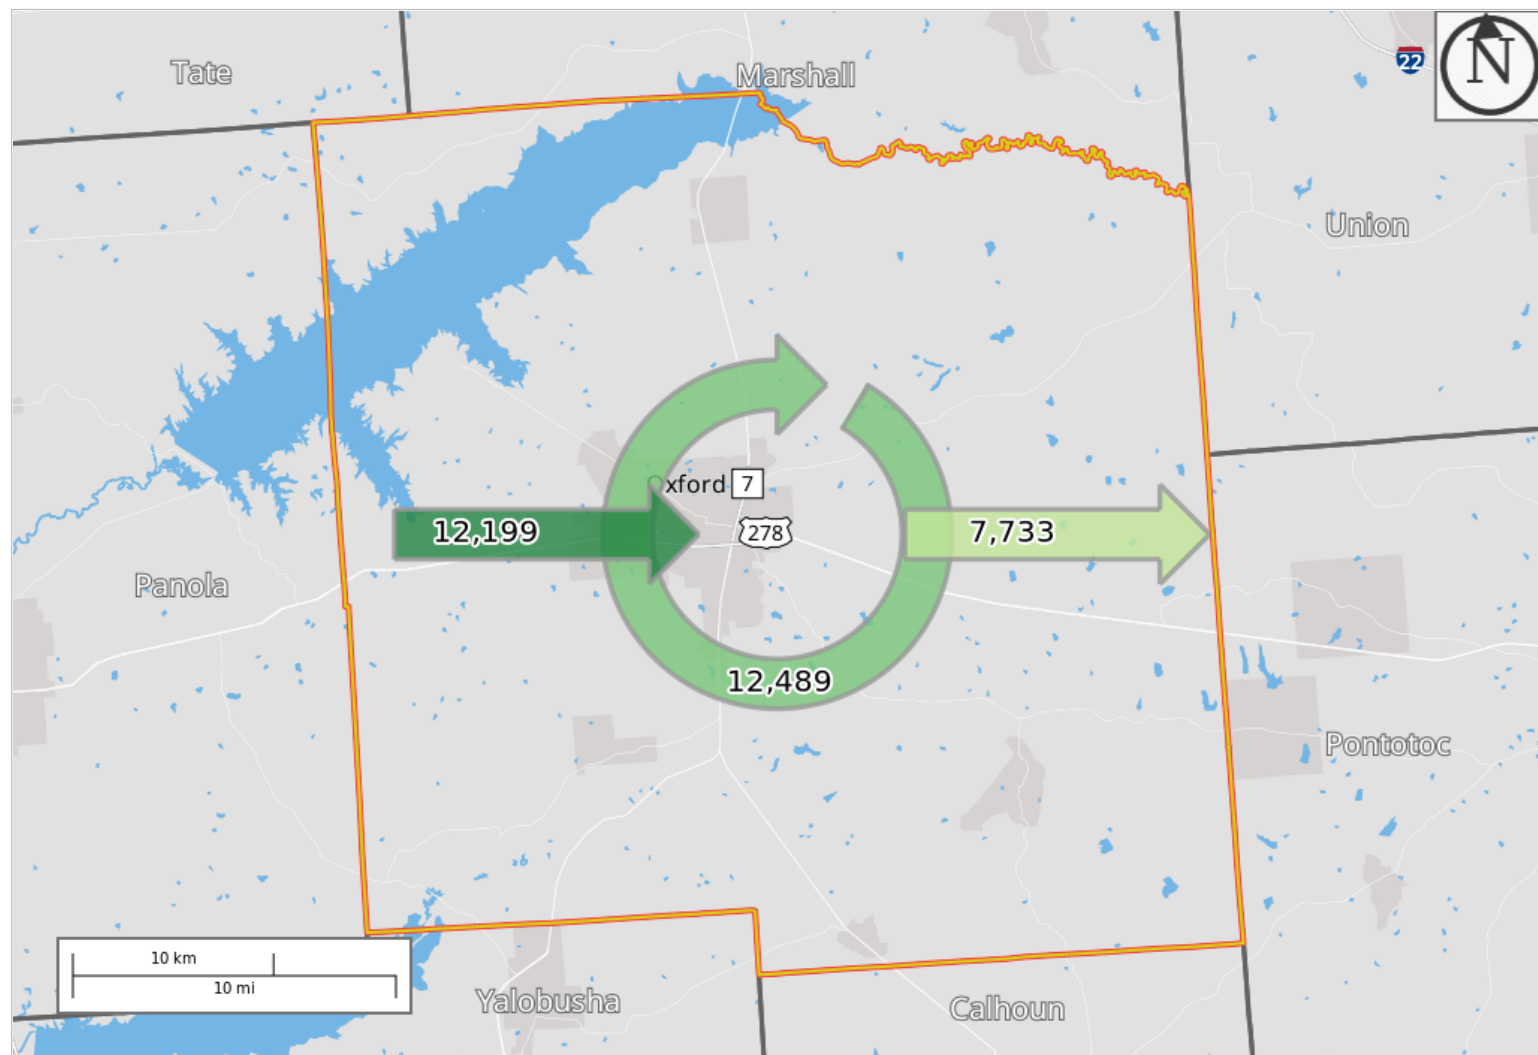 Tate
Marshall
22
N
Union
Oxford 7
12,199
278
7,733
Panola
12,489
Pontotoc
10 km
10 mi
Yalobusha
Calhoun